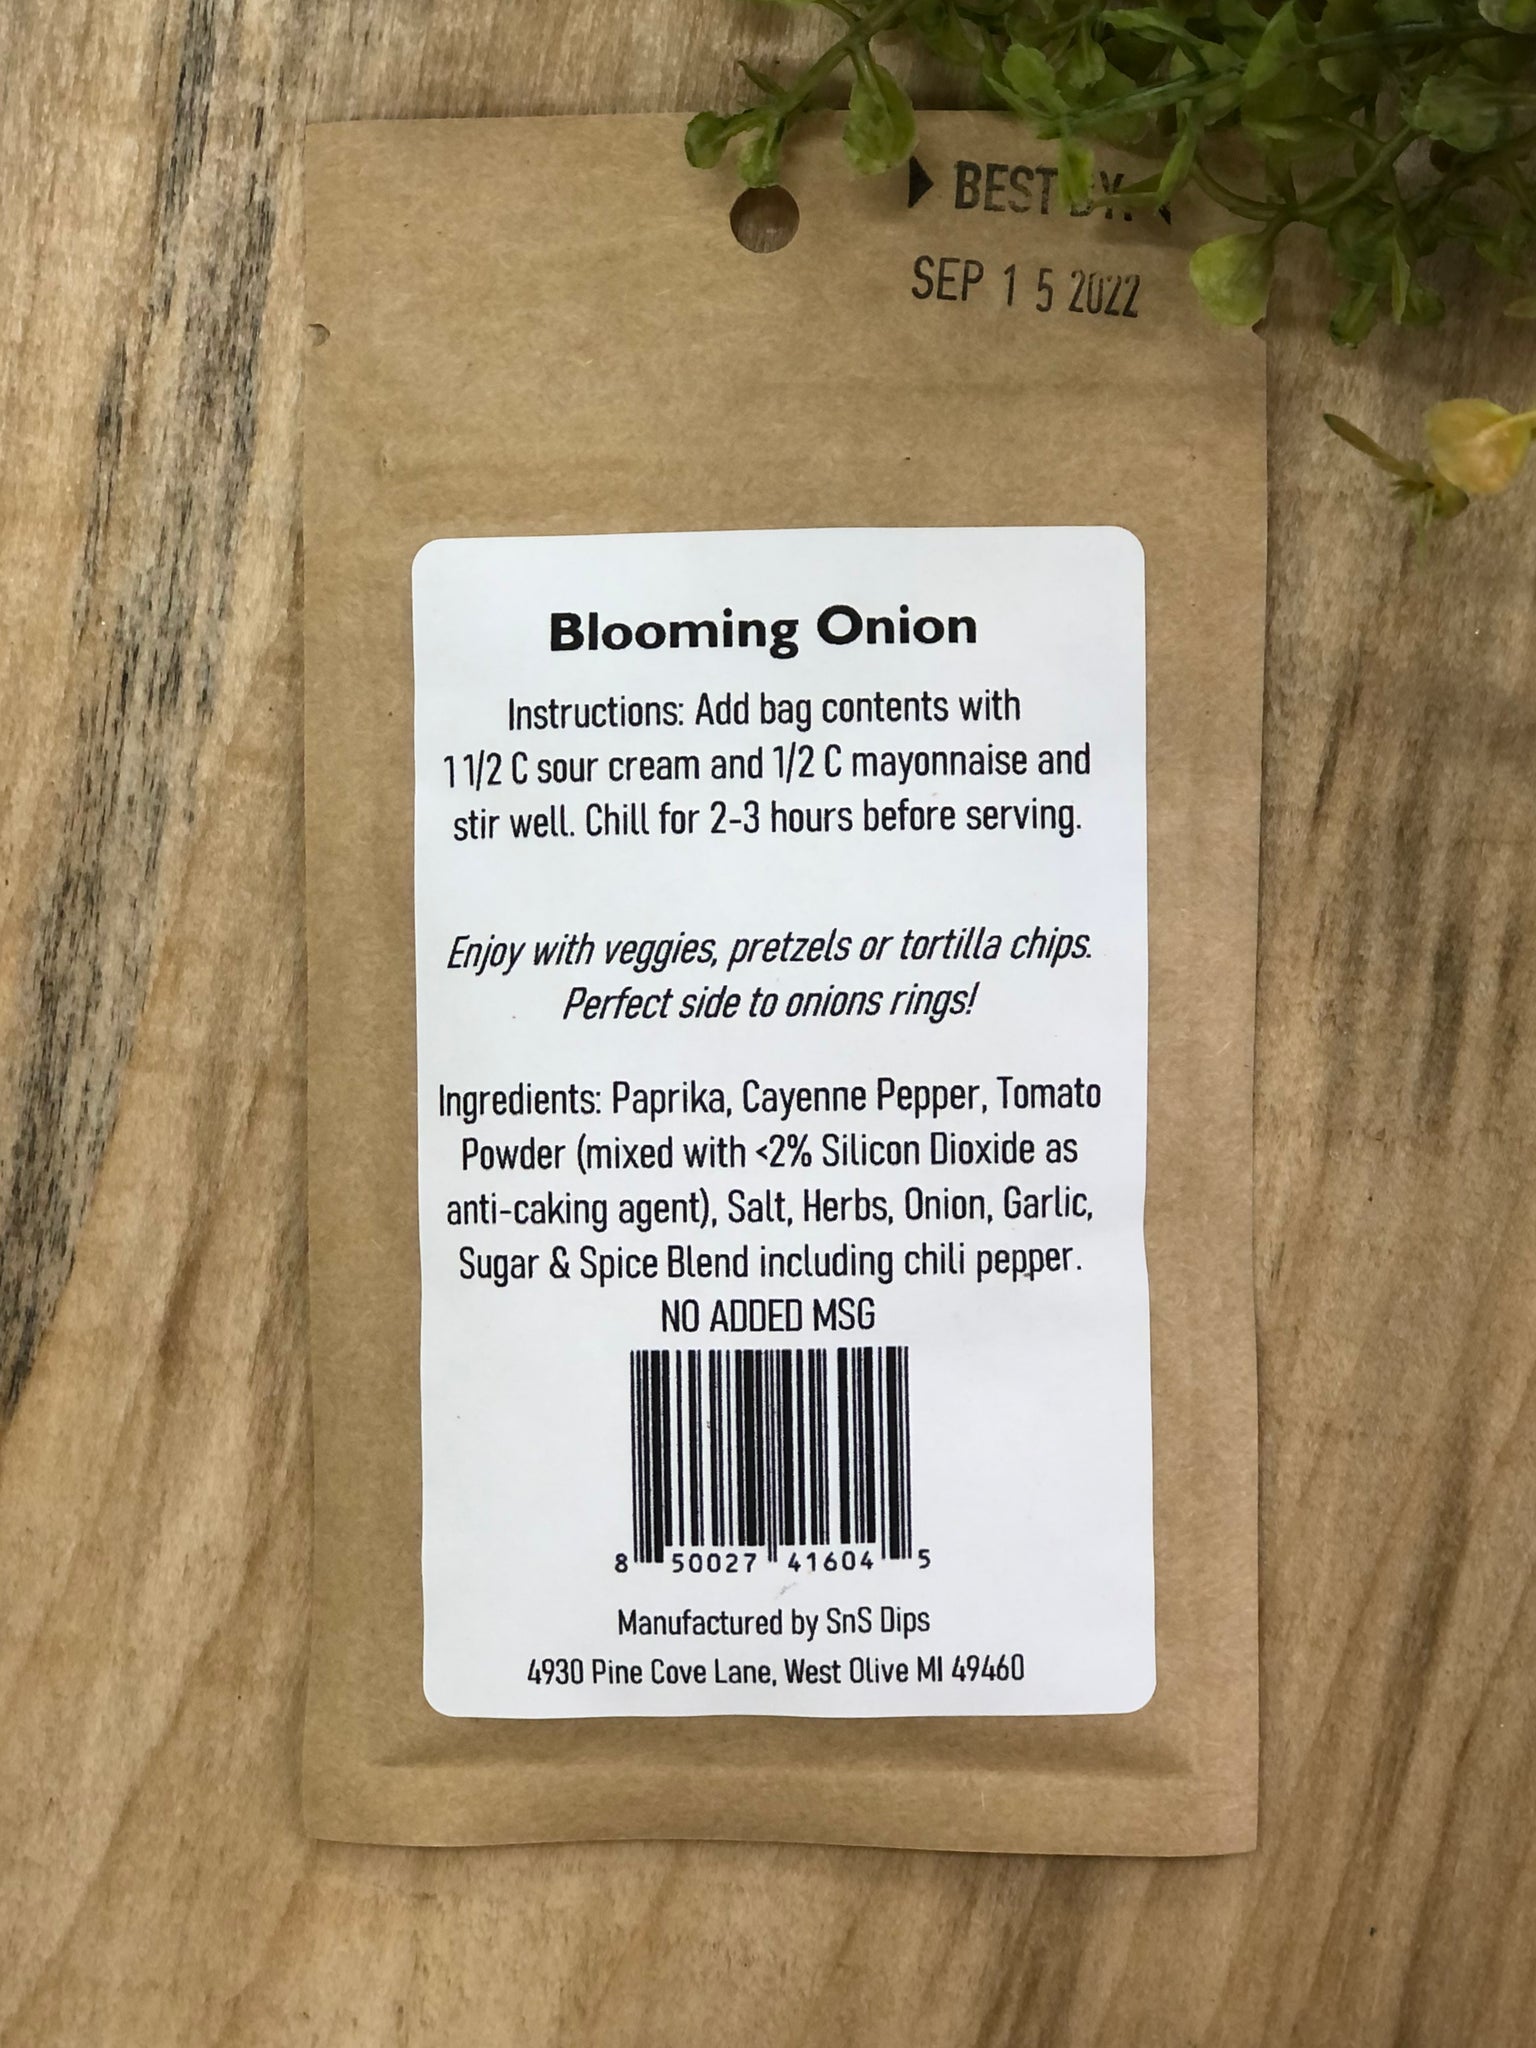 BEST BY:
SEP 15 2022
Blooming Onion
Instructions: Add bag contents with
1 1/2 C sour cream and 1/2 C mayonnaise and
stir well. Chill for 2-3 hours before serving.
Enjoy with veggies, pretzels or tortilla chips.
Perfect side to onions rings!
Ingredients: Paprika, Cayenne Pepper, Tomato
Powder (mixed with <2% Silicon Dioxide as
anti-caking agent), Salt, Herbs, Onion, Garlic,
Sugar & Spice Blend including chili pepper.
NO ADDED MSG
8 50027 41604 5
Manufactured by SnS Dips
4930 Pine Cove Lane, West Olive MI 49460